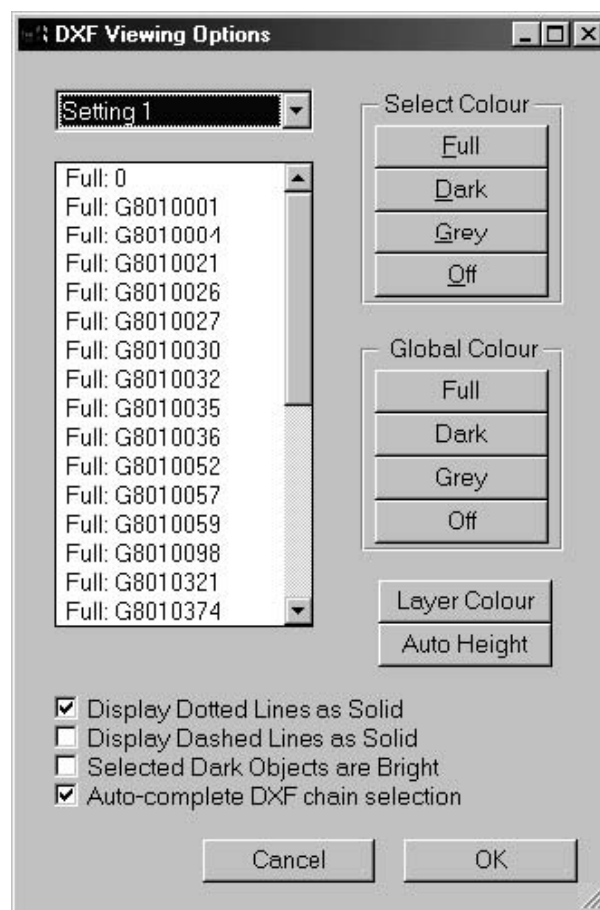 DXF Viewing Options
Setting 1
Full: 0
Full: G8010001
Full: G8010004
Full: G8010021
Full: G8010026
Full: G8010027
Full: G8010030
Full: G8010032
Full: G8010035
Full: G8010036
Full: G8010052
Full: G8010057
Full: G8010059
Full: G8010098
Full: G8010321
Full: G8010374
Select Colour
Full
Dark
Grey
Off
Global Colour
Full
Dark
Grey
Off
Layer Colour
Auto Height
Display Dotted Lines as Solid
Display Dashed Lines as Solid
Selected Dark Objects are Bright
Auto-complete DXF chain selection
Cancel
OK